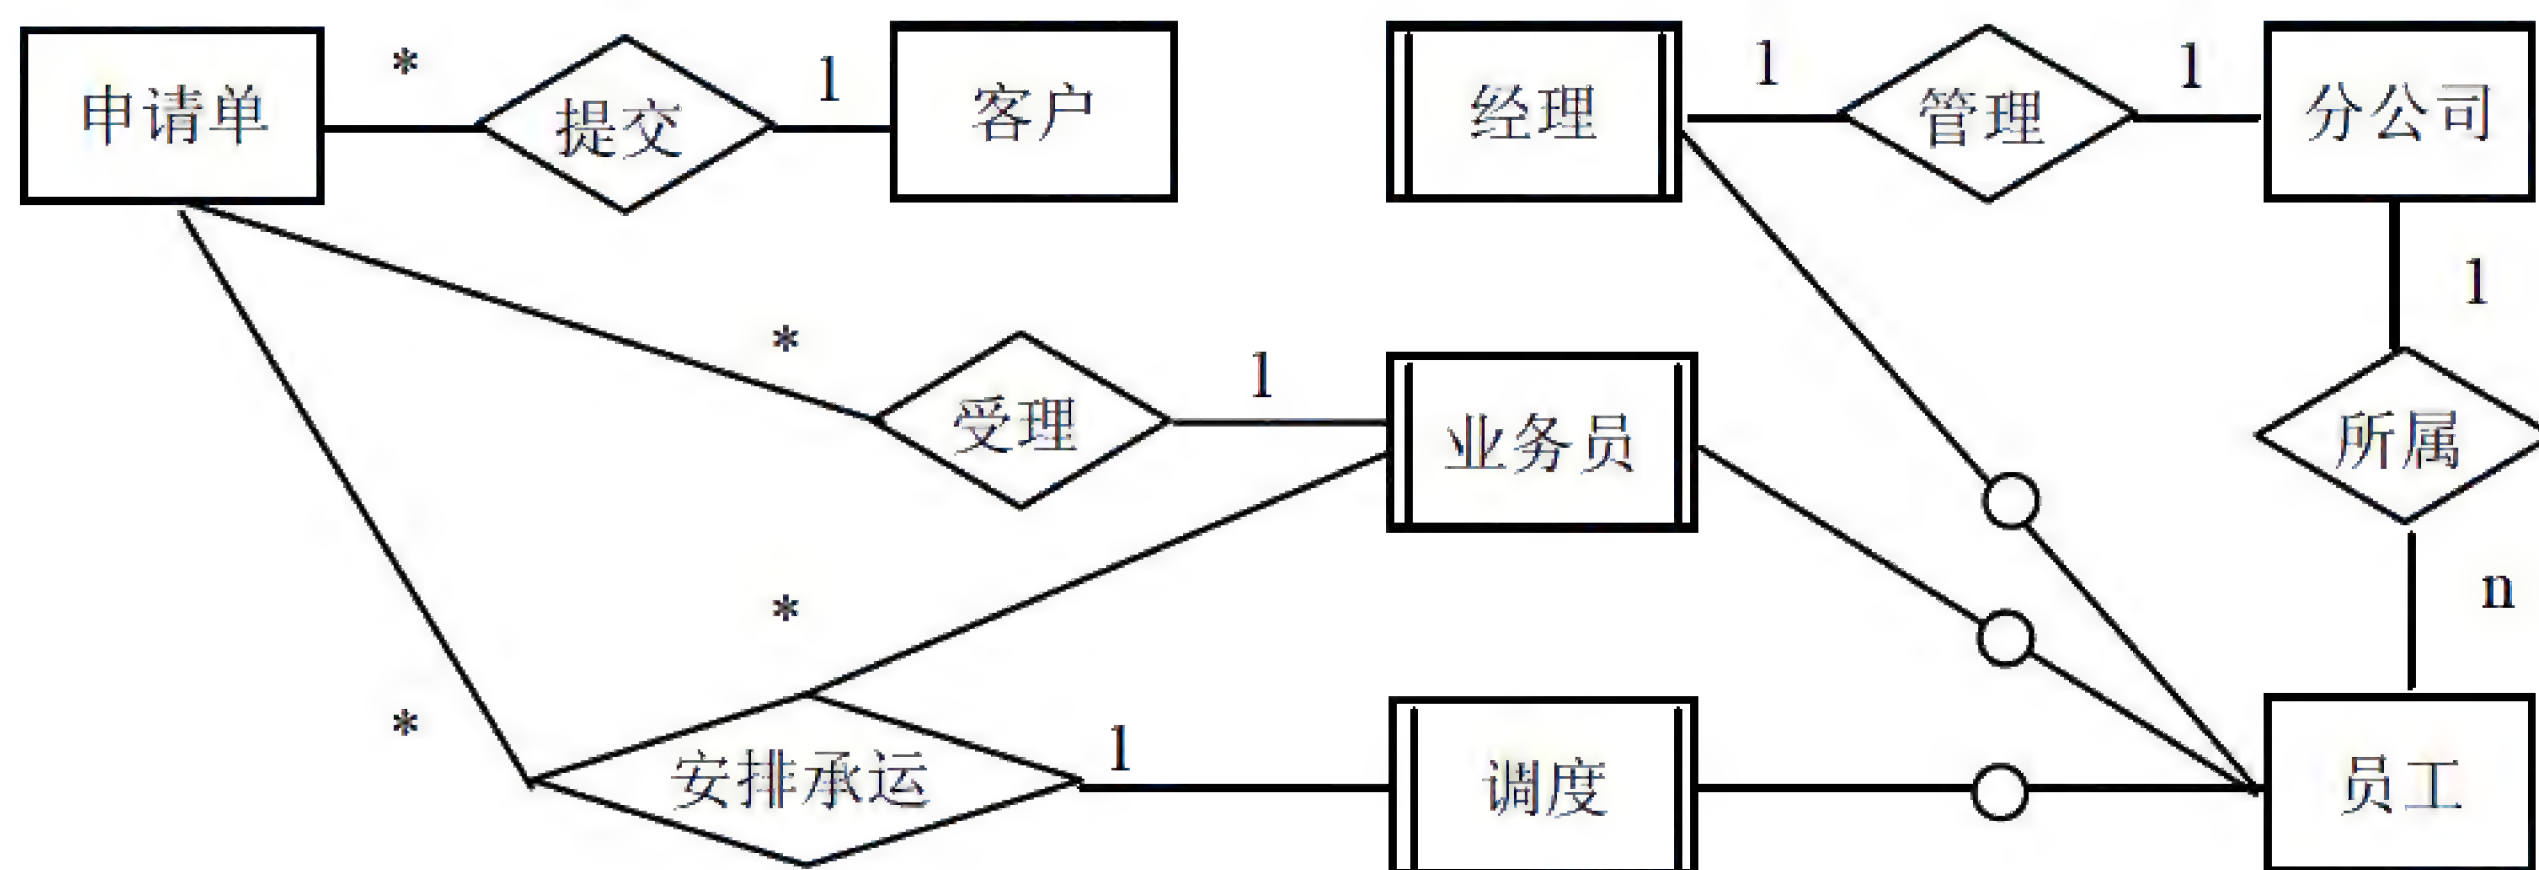 申请单
*
提交
1
客户
经理
1
管理
1
分公司
1
*
受理
1
业务员
所属
*
n
*
安排承运
1
调度
员工